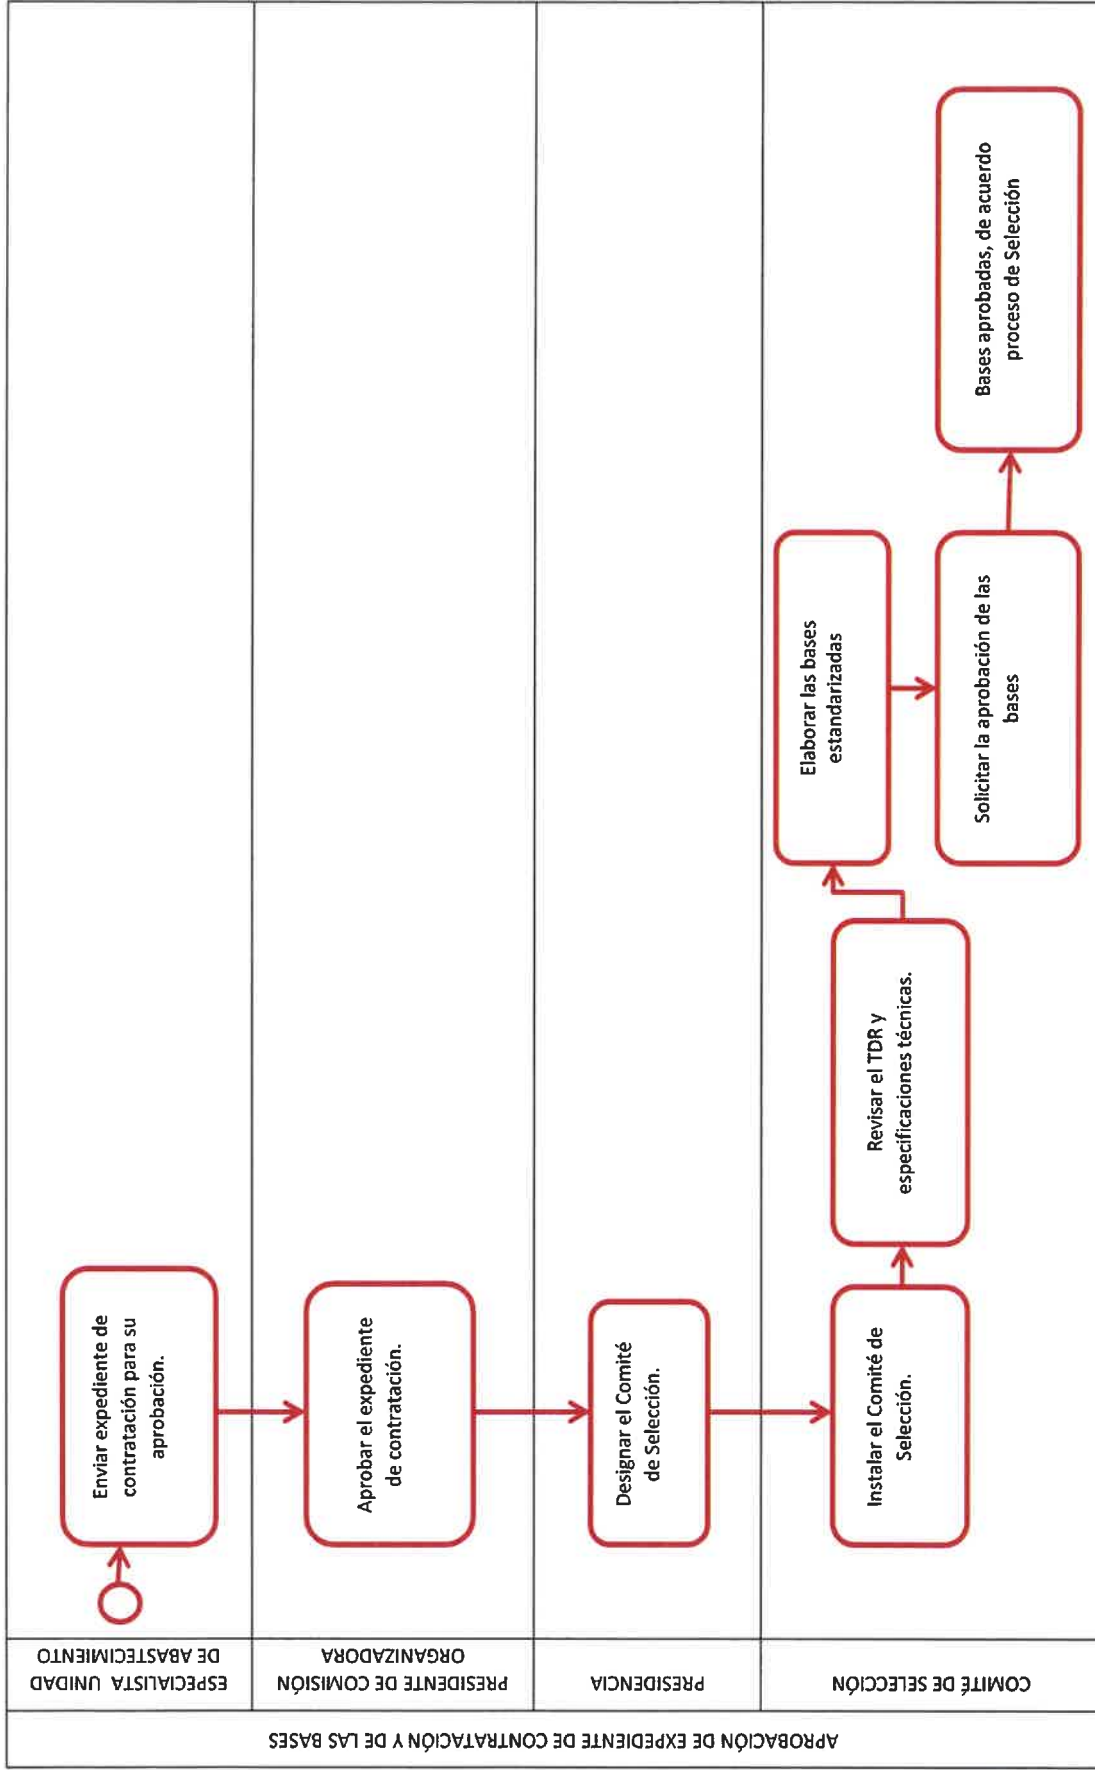 APROBACIÓN DE EXPEDIENTE DE CONTRATACIÓN Y DE LAS BASES
ESPECIALISTA UNIDAD
DE ABASTECIMIENTO
Enviar expediente de
contratación para su
aprobación.
PRESIDENTE DE COMISIÓN
ORGANIZADORA
Aprobar el expediente
de contratación.
PRESIDENCIA
Designar el Comité
de Selección.
COMITÉ DE SELECCIÓN
Instalar el Comité de
Selección.
Revisar el TDR y
especificaciones técnicas.
Elaborar las bases
estandarizadas
Solicitar la aprobación de las
bases
Bases aprobadas, de acuerdo
proceso de Selección